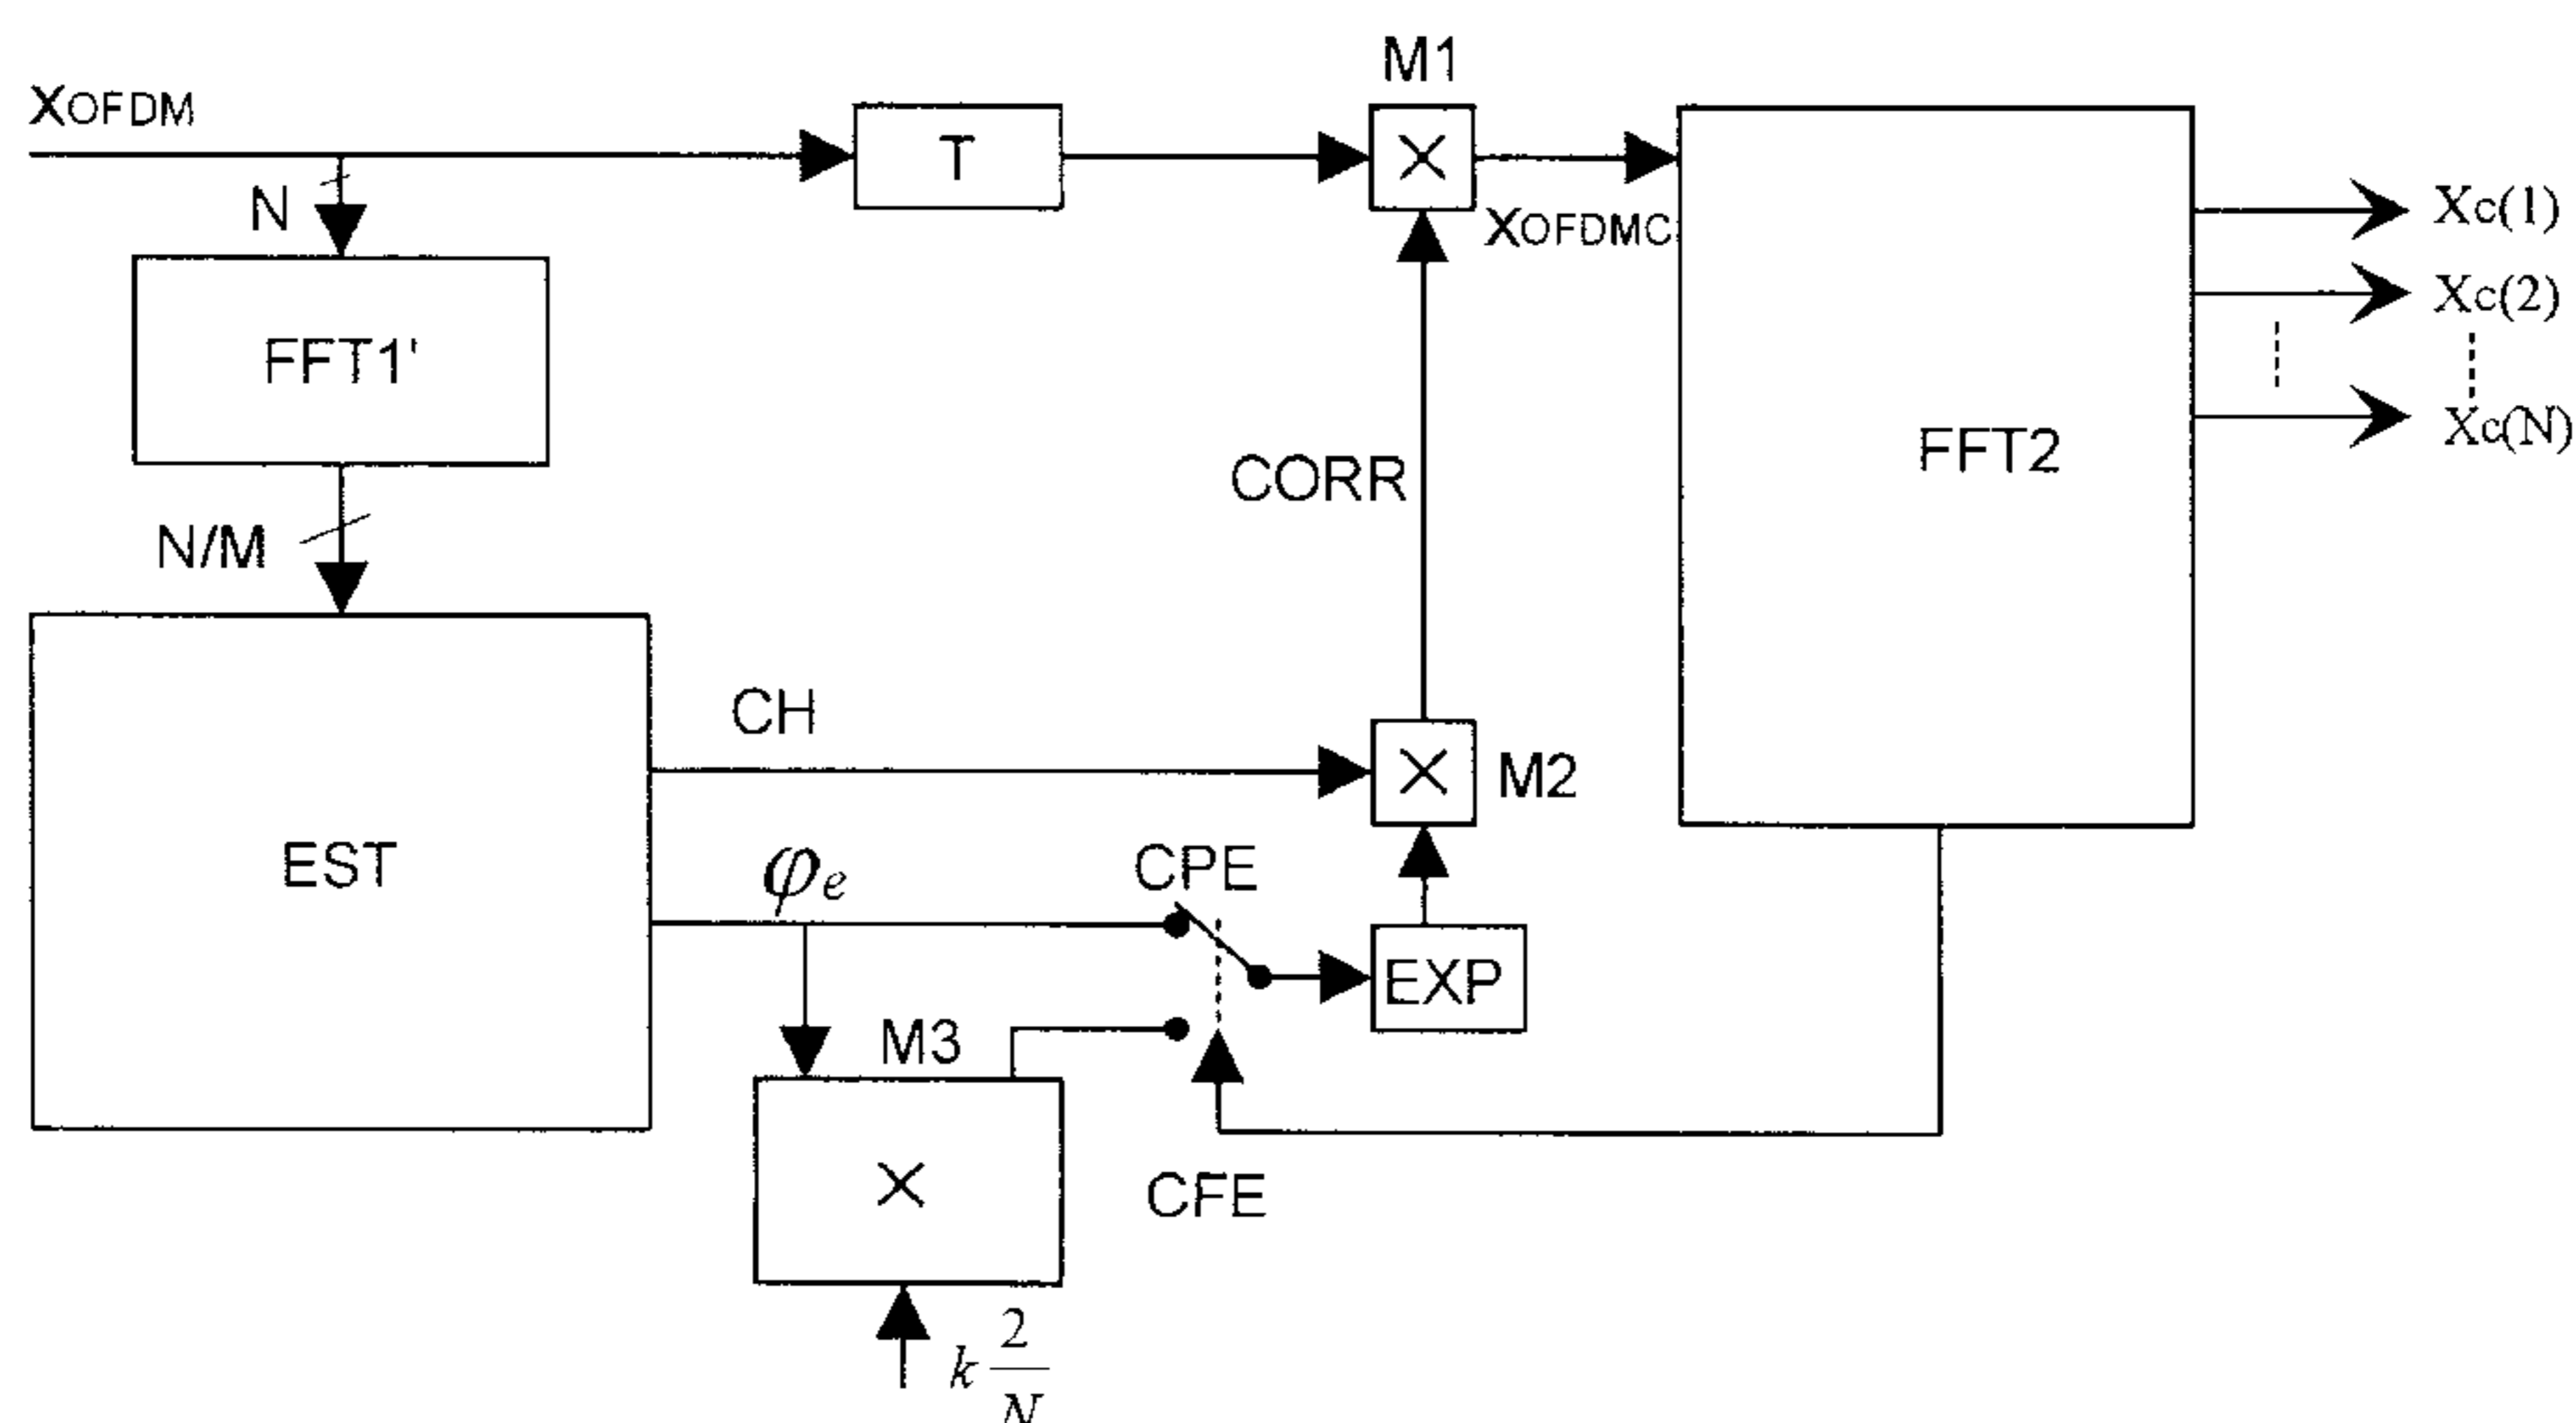 M1
XOFDM
T
×
N
XOFDMC
Xc(1)
Xc(2)
Xc(N)
FFT1'
FFT2
CORR
N/M
CH
×
M2
EST
φe
CPE
EXP
M3
×
CFE
k 2/N